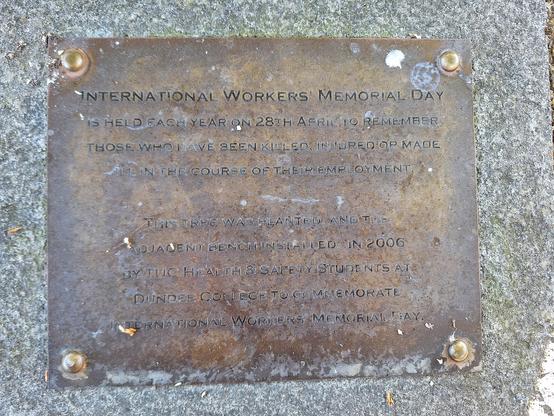 International Workers' Memorial Day
is held each year on 28th April to remember
those who have been killed, injured or made
ill in the course of their employment.
This tree was planted, and the
adjacent bench installed, in 2006
by TUC Health & Safety Students at
Dundee College to commemorate
International Workers' Memorial Day.